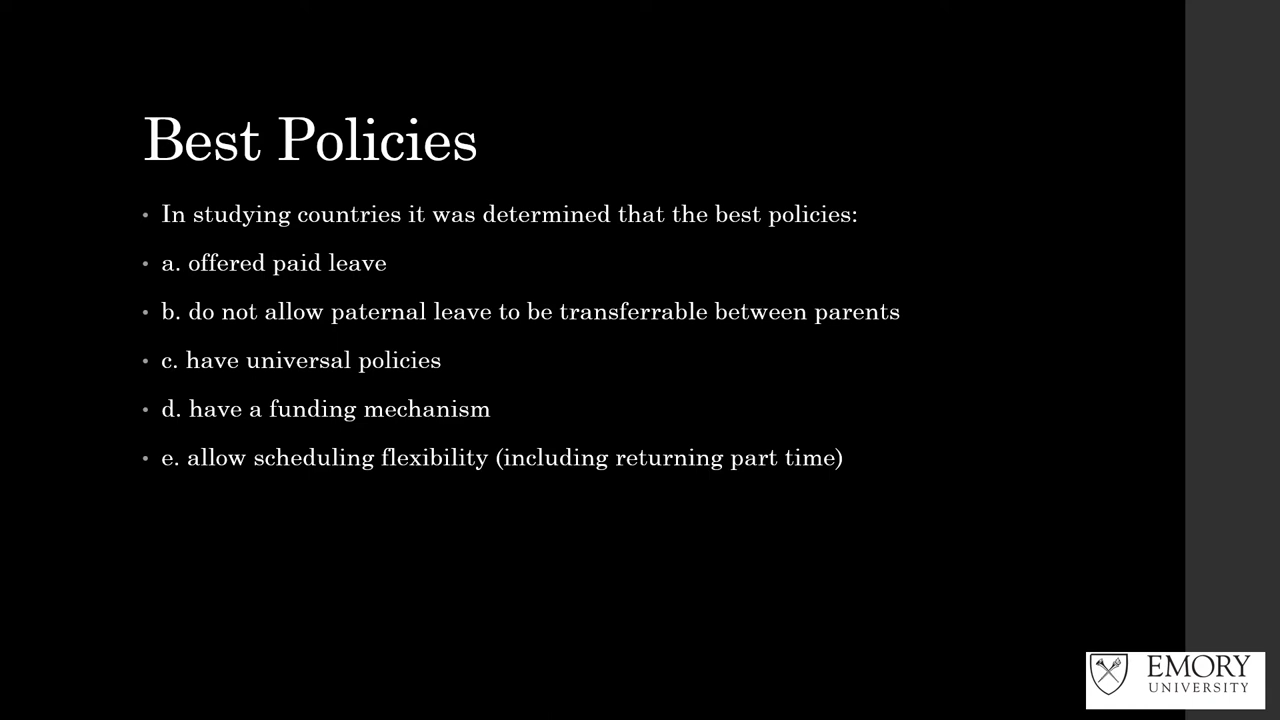 Best Policies
• In studying countries it was determined that the best policies:
• a. offered paid leave
• b. do not allow paternal leave to be transferrable between parents
• c. have universal policies
• d. have a funding mechanism
• e. allow scheduling flexibility (including returning part time)
EMORY
UNIVERSITY